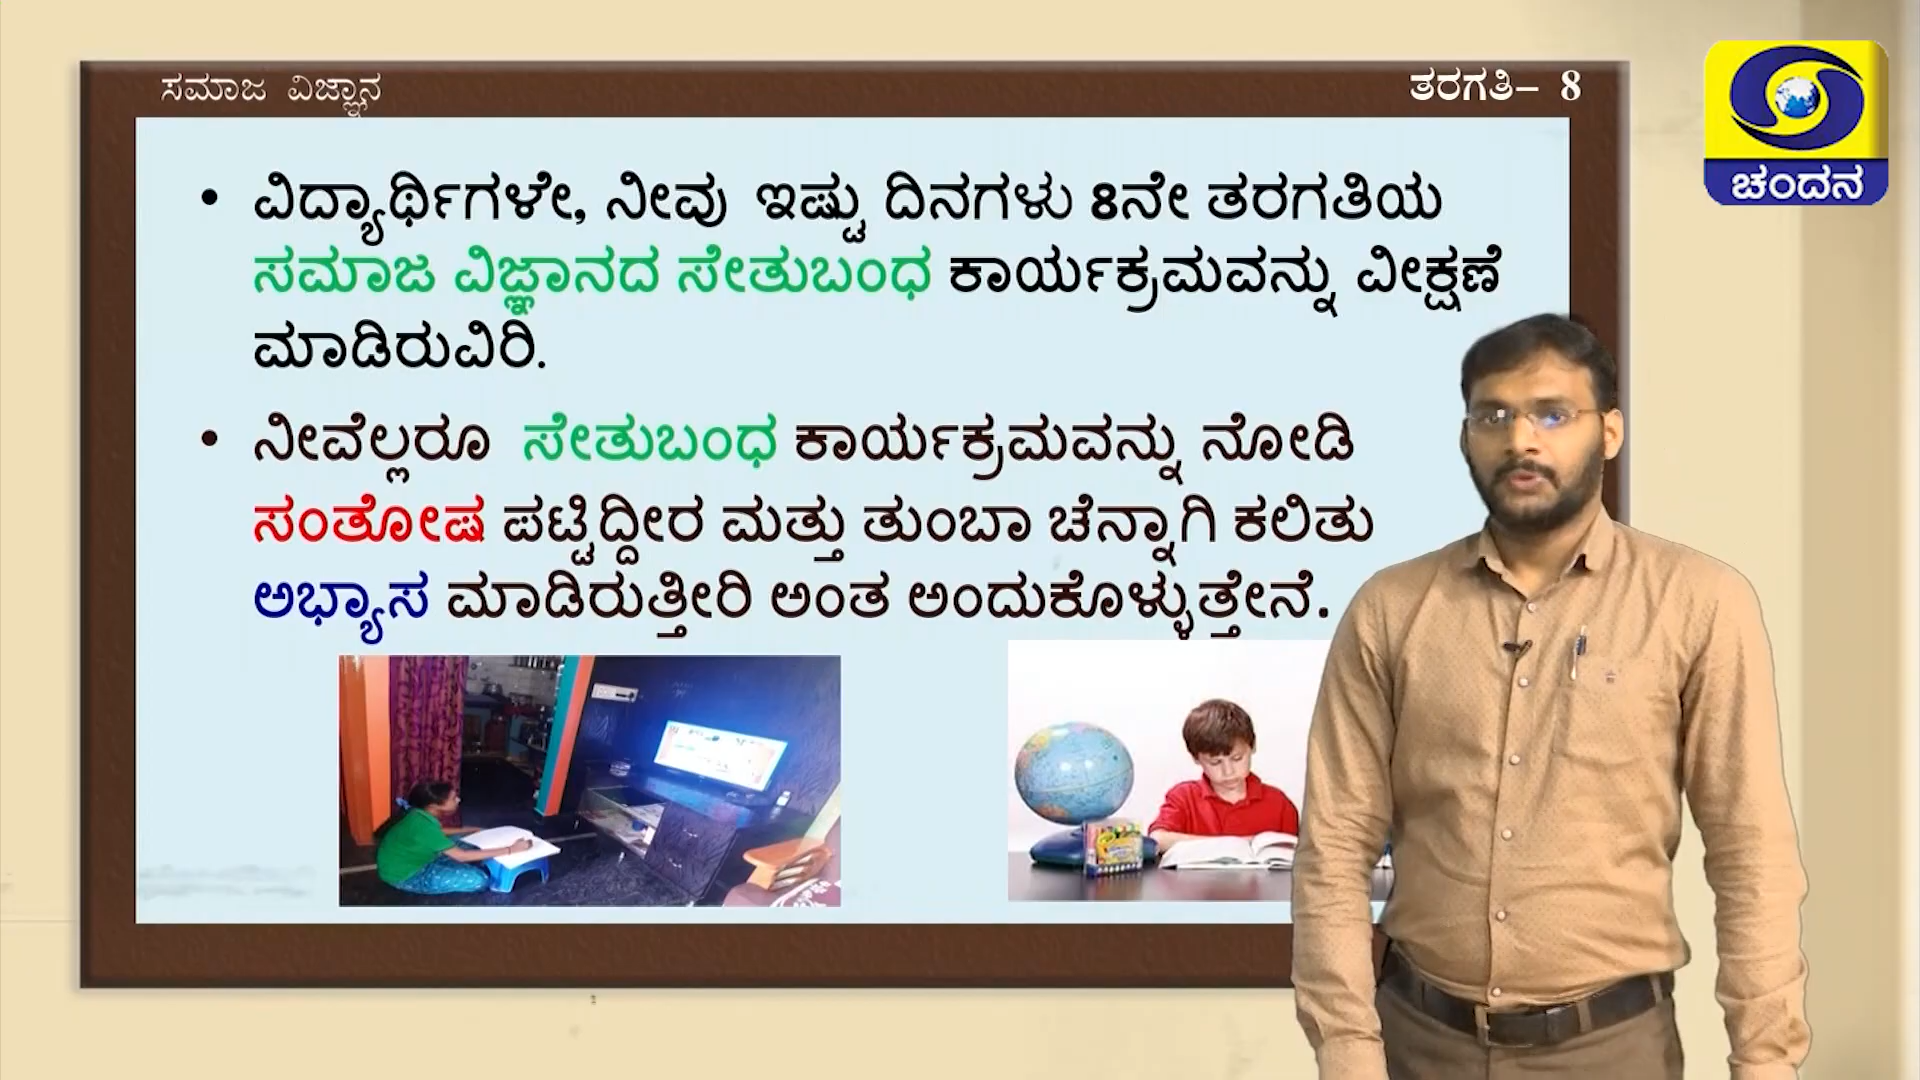 ಸಮಾಜ ವಿಜ್ಞಾನ
ತರಗತಿ– 8
ಚಂದನ
• ವಿದ್ಯಾರ್ಥಿಗಳೇ, ನೀವು ಇಷ್ಟು ದಿನಗಳು 8ನೇ ತರಗತಿಯ
ಸಮಾಜ ವಿಜ್ಞಾನದ ಸೇತುಬಂಧ ಕಾರ್ಯಕ್ರಮವನ್ನು ವೀಕ್ಷಣೆ
ಮಾಡಿರುವಿರಿ.
• ನೀವೆಲ್ಲರೂ ಸೇತುಬಂಧ ಕಾರ್ಯಕ್ರಮವನ್ನು ನೋಡಿ
ಸಂತೋಷ ಪಟ್ಟಿದ್ದೀರ ಮತ್ತು ತುಂಬಾ ಚೆನ್ನಾಗಿ ಕಲಿತು
ಅಭ್ಯಾಸ ಮಾಡಿರುತ್ತೀರಿ ಅಂತ ಅಂದುಕೊಳ್ಳುತ್ತೇನೆ.